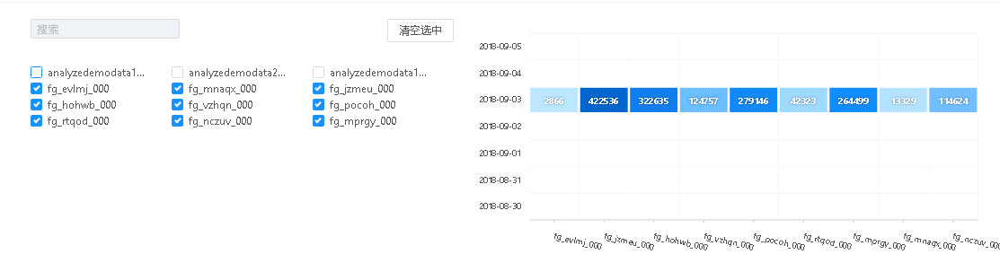 搜索
清空选中
analyzedemodata1... analyzedemodata2... analyzedemodata1...
fg_evlmj_000 fg_mnaqx_000 fg_jzmeu_000
fg_hohwb_000 fg_vzhqn_000 fg_pocoh_000
fg_rtqod_000 fg_nczuv_000 fg_mprgy_000
2018-09-05
2018-09-04
2018-09-03 2866 422536 322635 124757 279146 42323 264499 13329 114624
2018-09-02
2018-09-01
2018-08-31
2018-08-30
fg_evlmj_000 fg_jzmeu_000 fg_hohwb_000 fg_vzhqn_000 fg_pocoh_000 fg_rtqod_000 fg_mprgy_000 fg_mnaqx_000 fg_nczuv_000